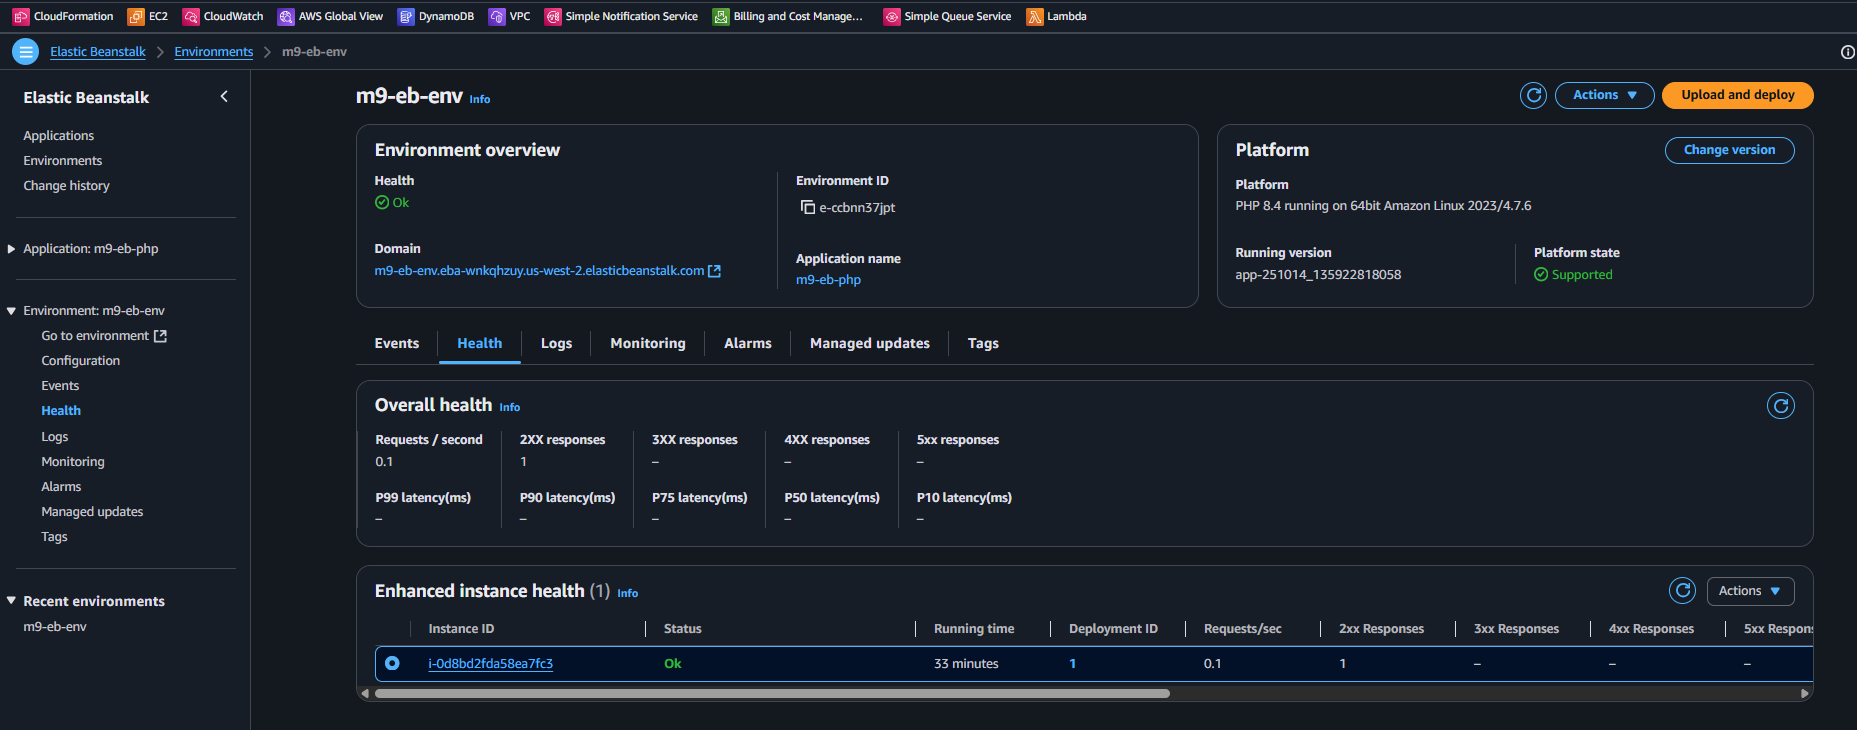 CloudFormation EC2 CloudWatch AWS Global View DynamoDB VPC Simple Notification Service Billing and Cost Manage... Simple Queue Service Lambda
Elastic Beanstalk > Environments > m9-eb-env
Elastic Beanstalk
Applications
Environments
Change history
Application: m9-eb-php
Environment: m9-eb-env
Go to environment
Configuration
Events
Health
Logs
Monitoring
Alarms
Managed updates
Tags
Recent environments
m9-eb-env
m9-eb-env Info
Actions
Upload and deploy
Environment overview
Health
Ok
Domain
m9-eb-env.eba-wnkqhzuy.us-west-2.elasticbeanstalk.com
Environment ID
e-ccbnn37jpt
Application name
m9-eb-php
Platform
Change version
Platform
PHP 8.4 running on 64bit Amazon Linux 2023/4.7.6
Running version
app-251014_135922818058
Platform state
Supported
Events Health Logs Monitoring Alarms Managed updates Tags
Overall health Info
Requests / second 2XX responses 3XX responses 4XX responses 5xx responses
0.1 1 – – –
P99 latency(ms) P90 latency(ms) P75 latency(ms) P50 latency(ms) P10 latency(ms)
– – – – –
Enhanced instance health (1) Info
Actions
Instance ID Status Running time Deployment ID Requests/sec 2xx Responses 3xx Responses 4xx Responses 5xx Respon
i-0d8bd2fda58ea7fc3 Ok 33 minutes 1 0.1 1 – – –